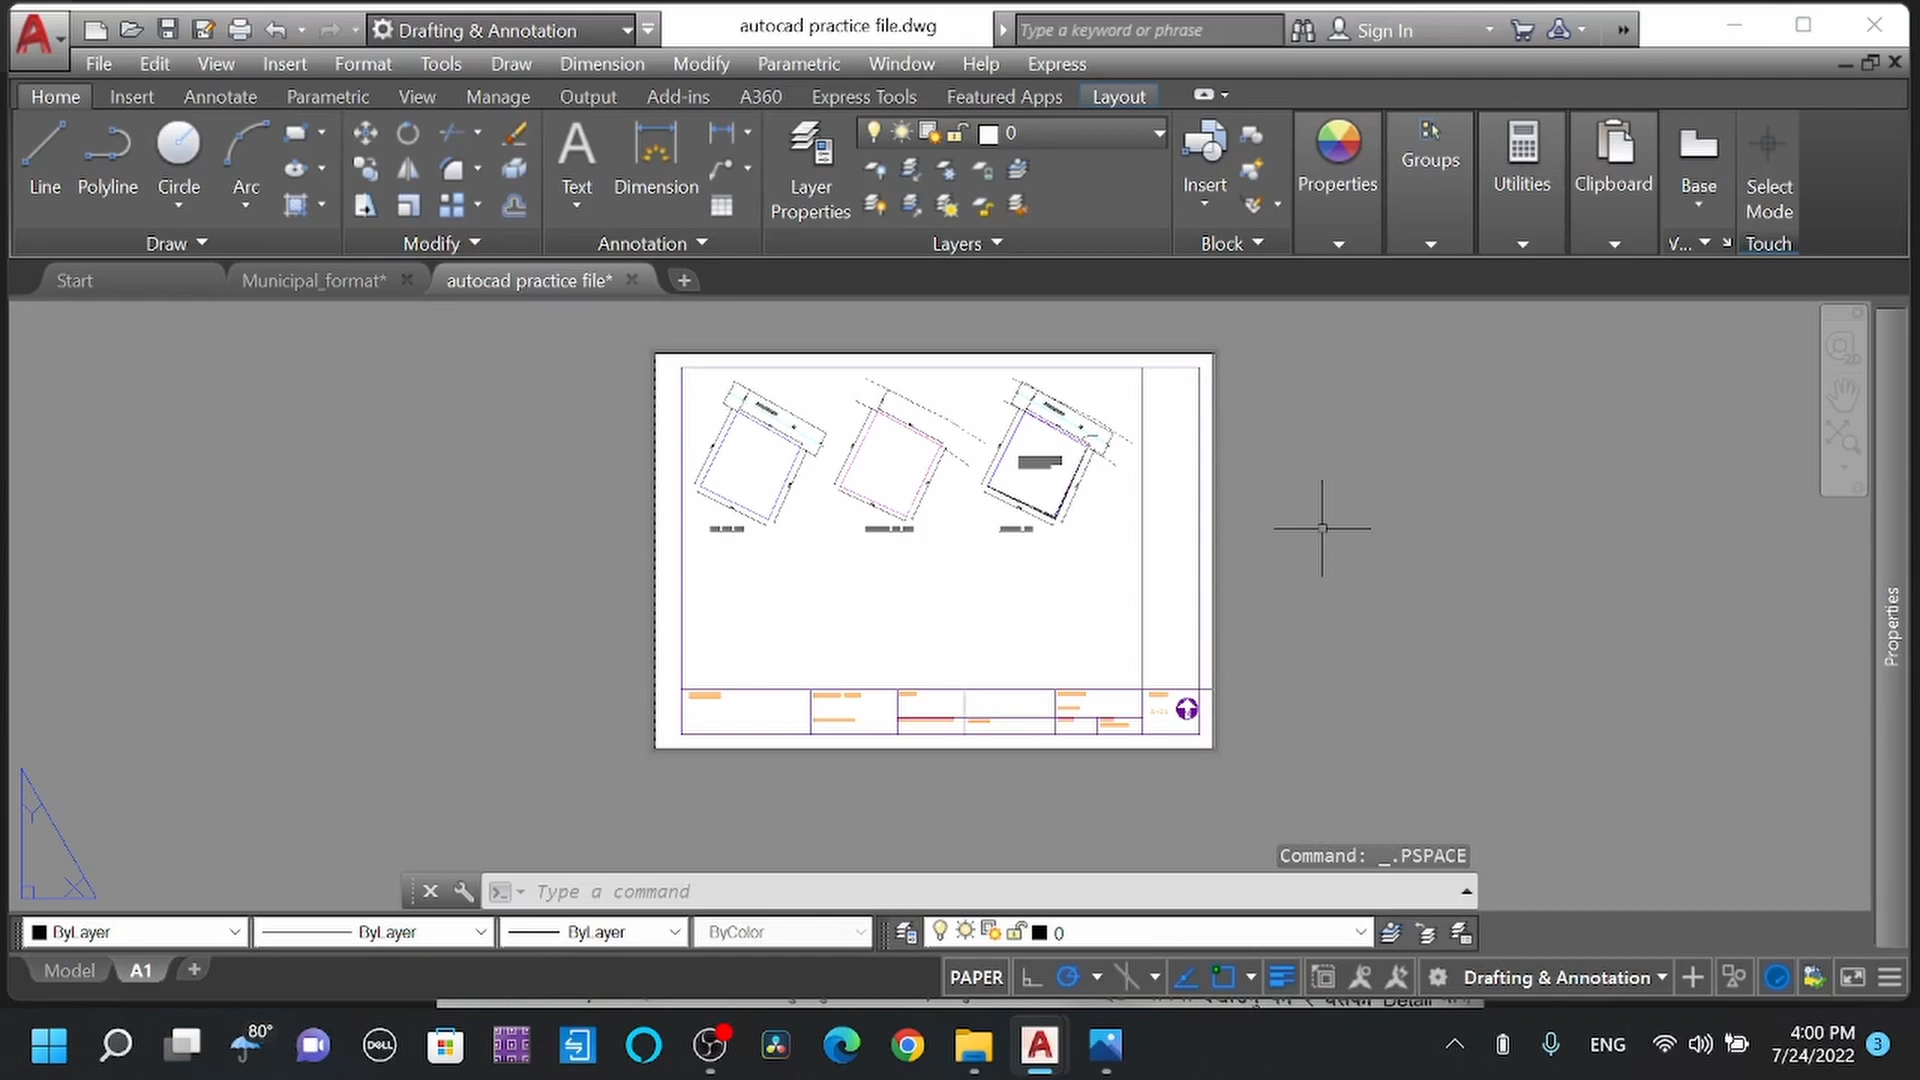 Drafting & Annotation
autocad practice file.dwg
Type a keyword or phrase
Sign In
File Edit View Insert Format Tools Draw Dimension Modify Parametric Window Help Express
Home Insert Annotate Parametric View Manage Output Add-ins A360 Express Tools Featured Apps Layout
A
0
Line Polyline Circle Arc Text Dimension Layer Properties Insert Properties Groups Utilities Clipboard Base Select Mode
Draw Modify Annotation Layers Block V... Touch
Start Municipal_format* autocad practice file* +
2D
Properties
Command: _.PSPACE
Type a command
ByLayer ByLayer ByLayer ByColor 0
Model A1 +
PAPER Drafting & Annotation
Detail
80°
DELL
A
ENG
4:00 PM
7/24/2022
3